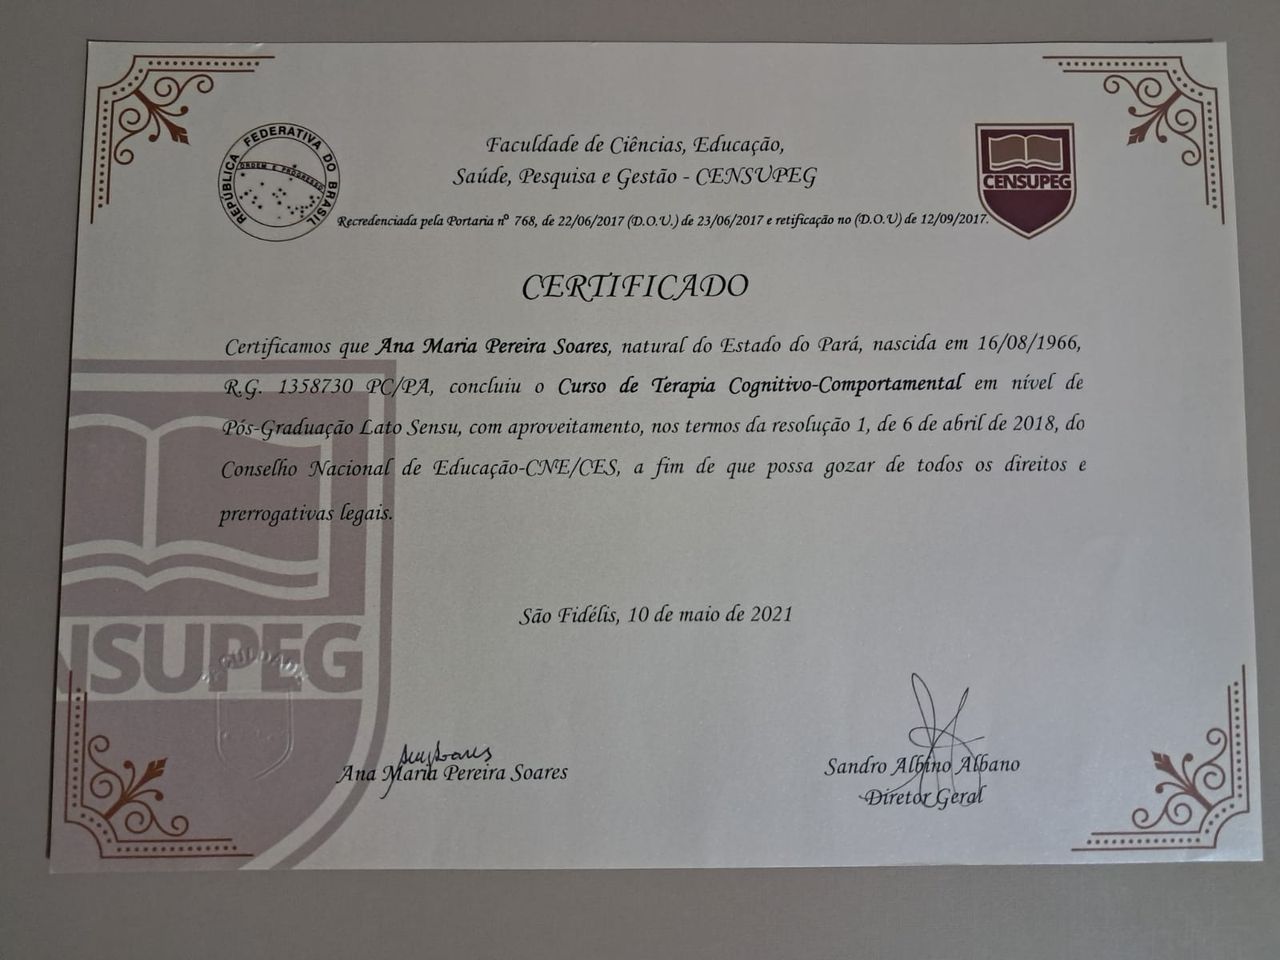 REPÚBLICA FEDERATIVA DO BRASIL
ORDEM E PROGRESSO
Faculdade de Ciências, Educação,
Saúde, Pesquisa e Gestão - CENSUPEG
CENSUPEG
Recredenciada pela Portaria nº 768, de 22/06/2017 (D.O.U.) de 23/06/2017 e retificação no (D.O.U) de 12/09/2017.
CERTIFICADO
Certificamos que Ana Maria Pereira Soares, natural do Estado do Pará, nascida em 16/08/1966,
R.G. 1358730 PC/PA, concluiu o Curso de Terapia Cognitivo-Comportamental em nível de
Pós-Graduação Lato Sensu, com aproveitamento, nos termos da resolução 1, de 6 de abril de 2018, do
Conselho Nacional de Educação-CNE/CES, a fim de que possa gozar de todos os direitos e
prerrogativas legais.
São Fidélis, 10 de maio de 2021
NSUPEG
Ana Maria Pereira Soares
Sandro Albino Albano
Diretor Geral